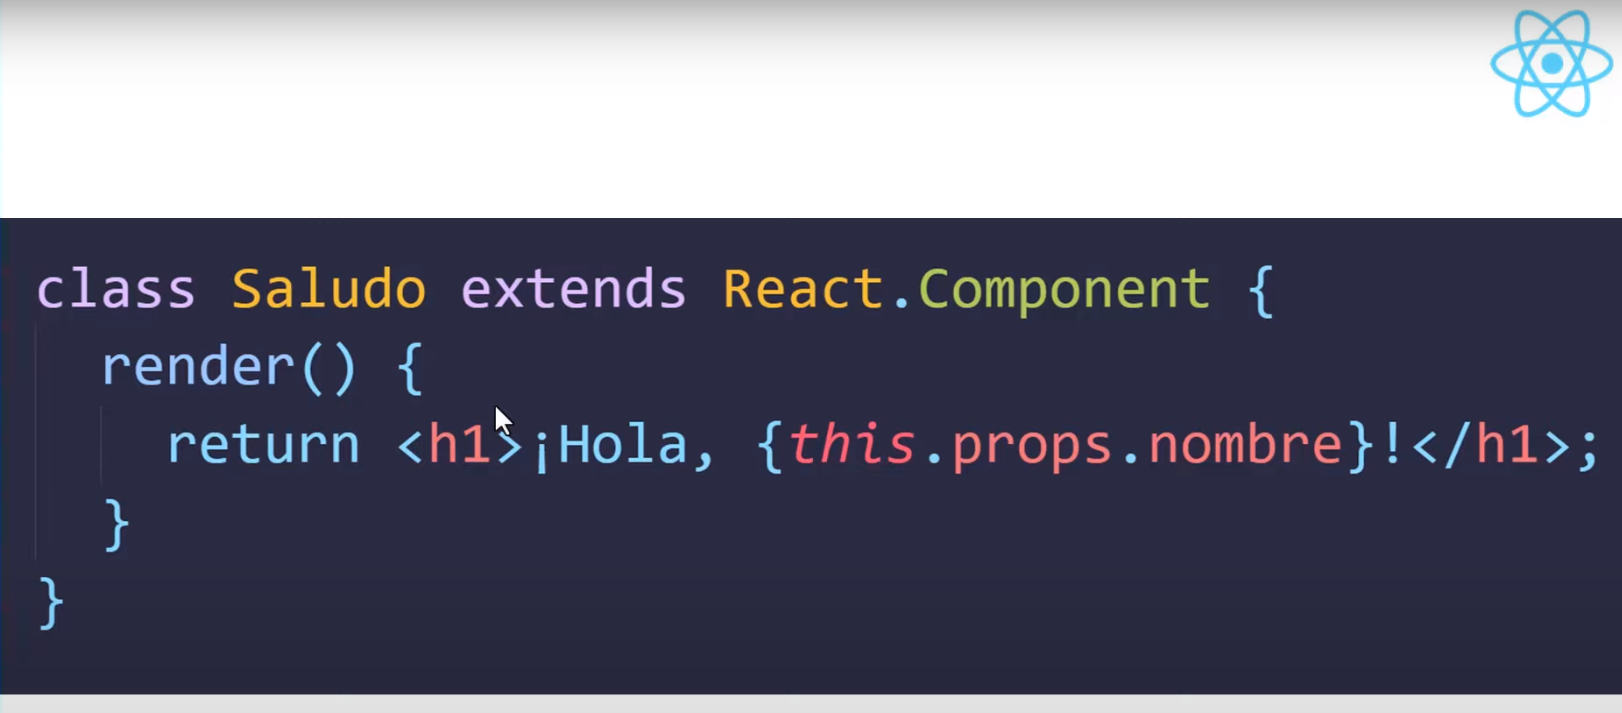 class Saludo extends React.Component {
render() {
return <h1>¡Hola, {this.props.nombre}!</h1>;
}
}